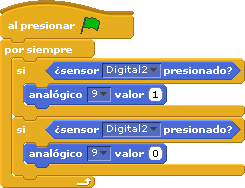 al presionar
por siempre
si ¿sensor Digital2 presionado?
analógico 9 valor 1
si ¿sensor Digital2 presionado?
analógico 9 valor 0